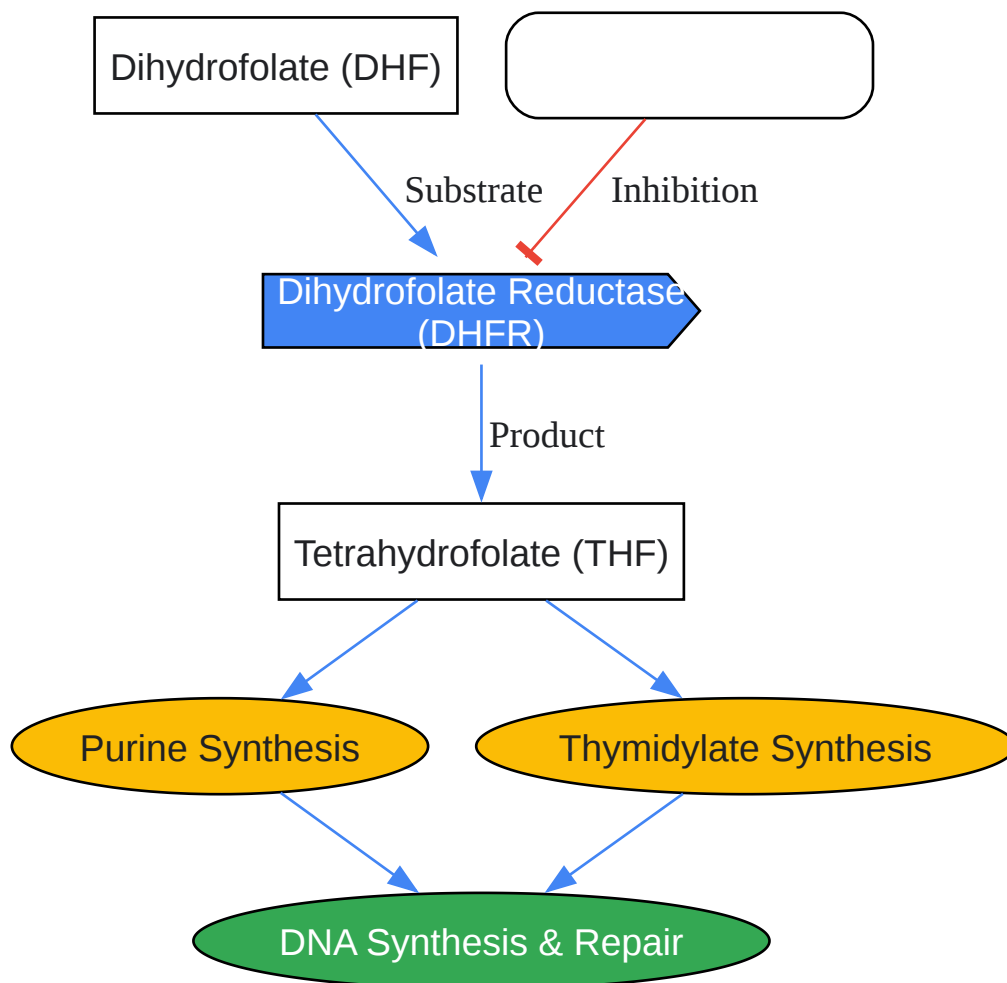 Dihydrofolate (DHF)
Substrate
Inhibition
Dihydrofolate Reductase
(DHFR)
Product
Tetrahydrofolate (THF)
Purine Synthesis
Thymidylate Synthesis
DNA Synthesis & Repair